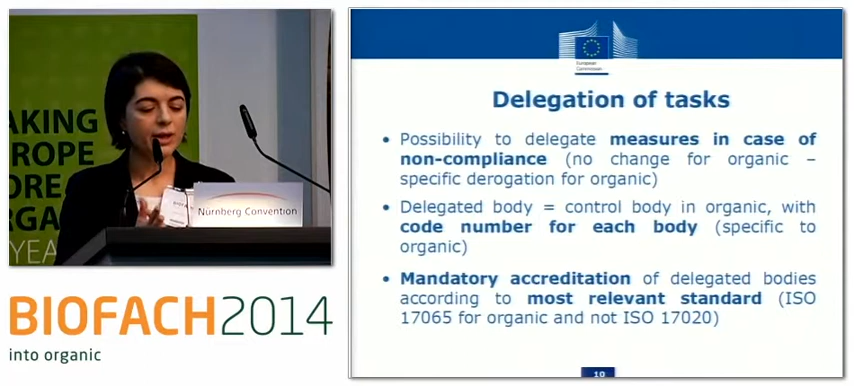 AKING
ROPE
ORE
RGA
YEA
BIOFA
Nürnberg Convention
BIOFACH2014
into organic
European
Commission
Delegation of tasks
• Possibility to delegate measures in case of
non-compliance (no change for organic –
specific derogation for organic)
• Delegated body = control body in organic, with
code number for each body (specific to
organic)
• Mandatory accreditation of delegated bodies
according to most relevant standard (ISO
17065 for organic and not ISO 17020)
10